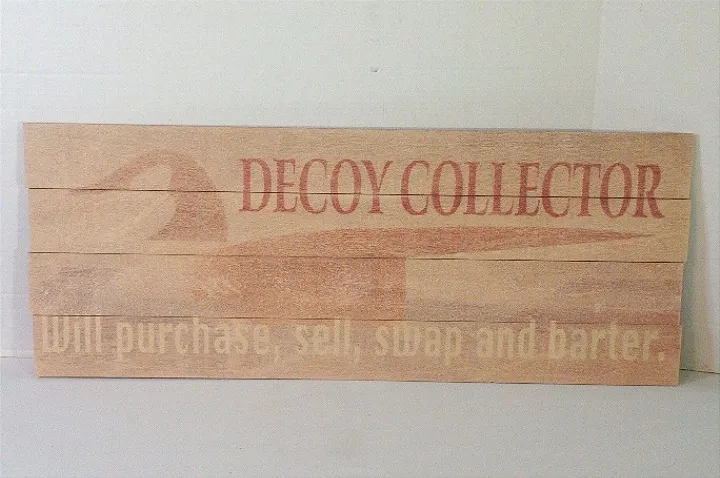 DECOY COLLECTOR
Will purchase, sell, swap and barter.